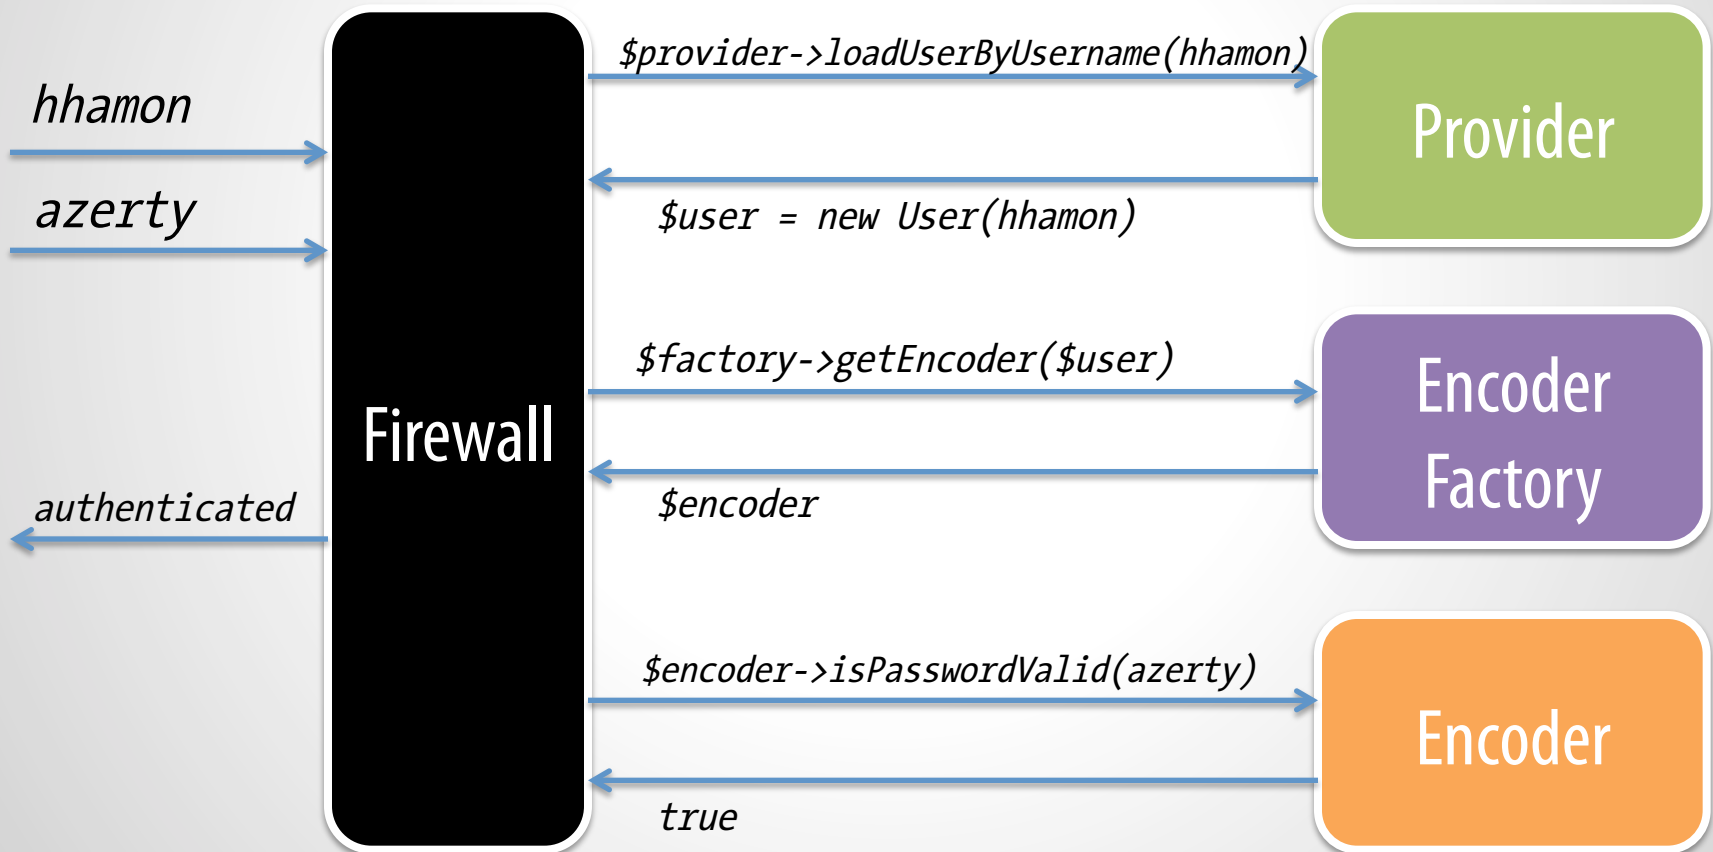 hhamon
azerty
authenticated
Firewall
$provider->loadUserByUsername(hhamon)
$user = new User(hhamon)
Provider
$factory->getEncoder($user)
$encoder
Encoder
Factory
$encoder->isPasswordValid(azerty)
true
Encoder